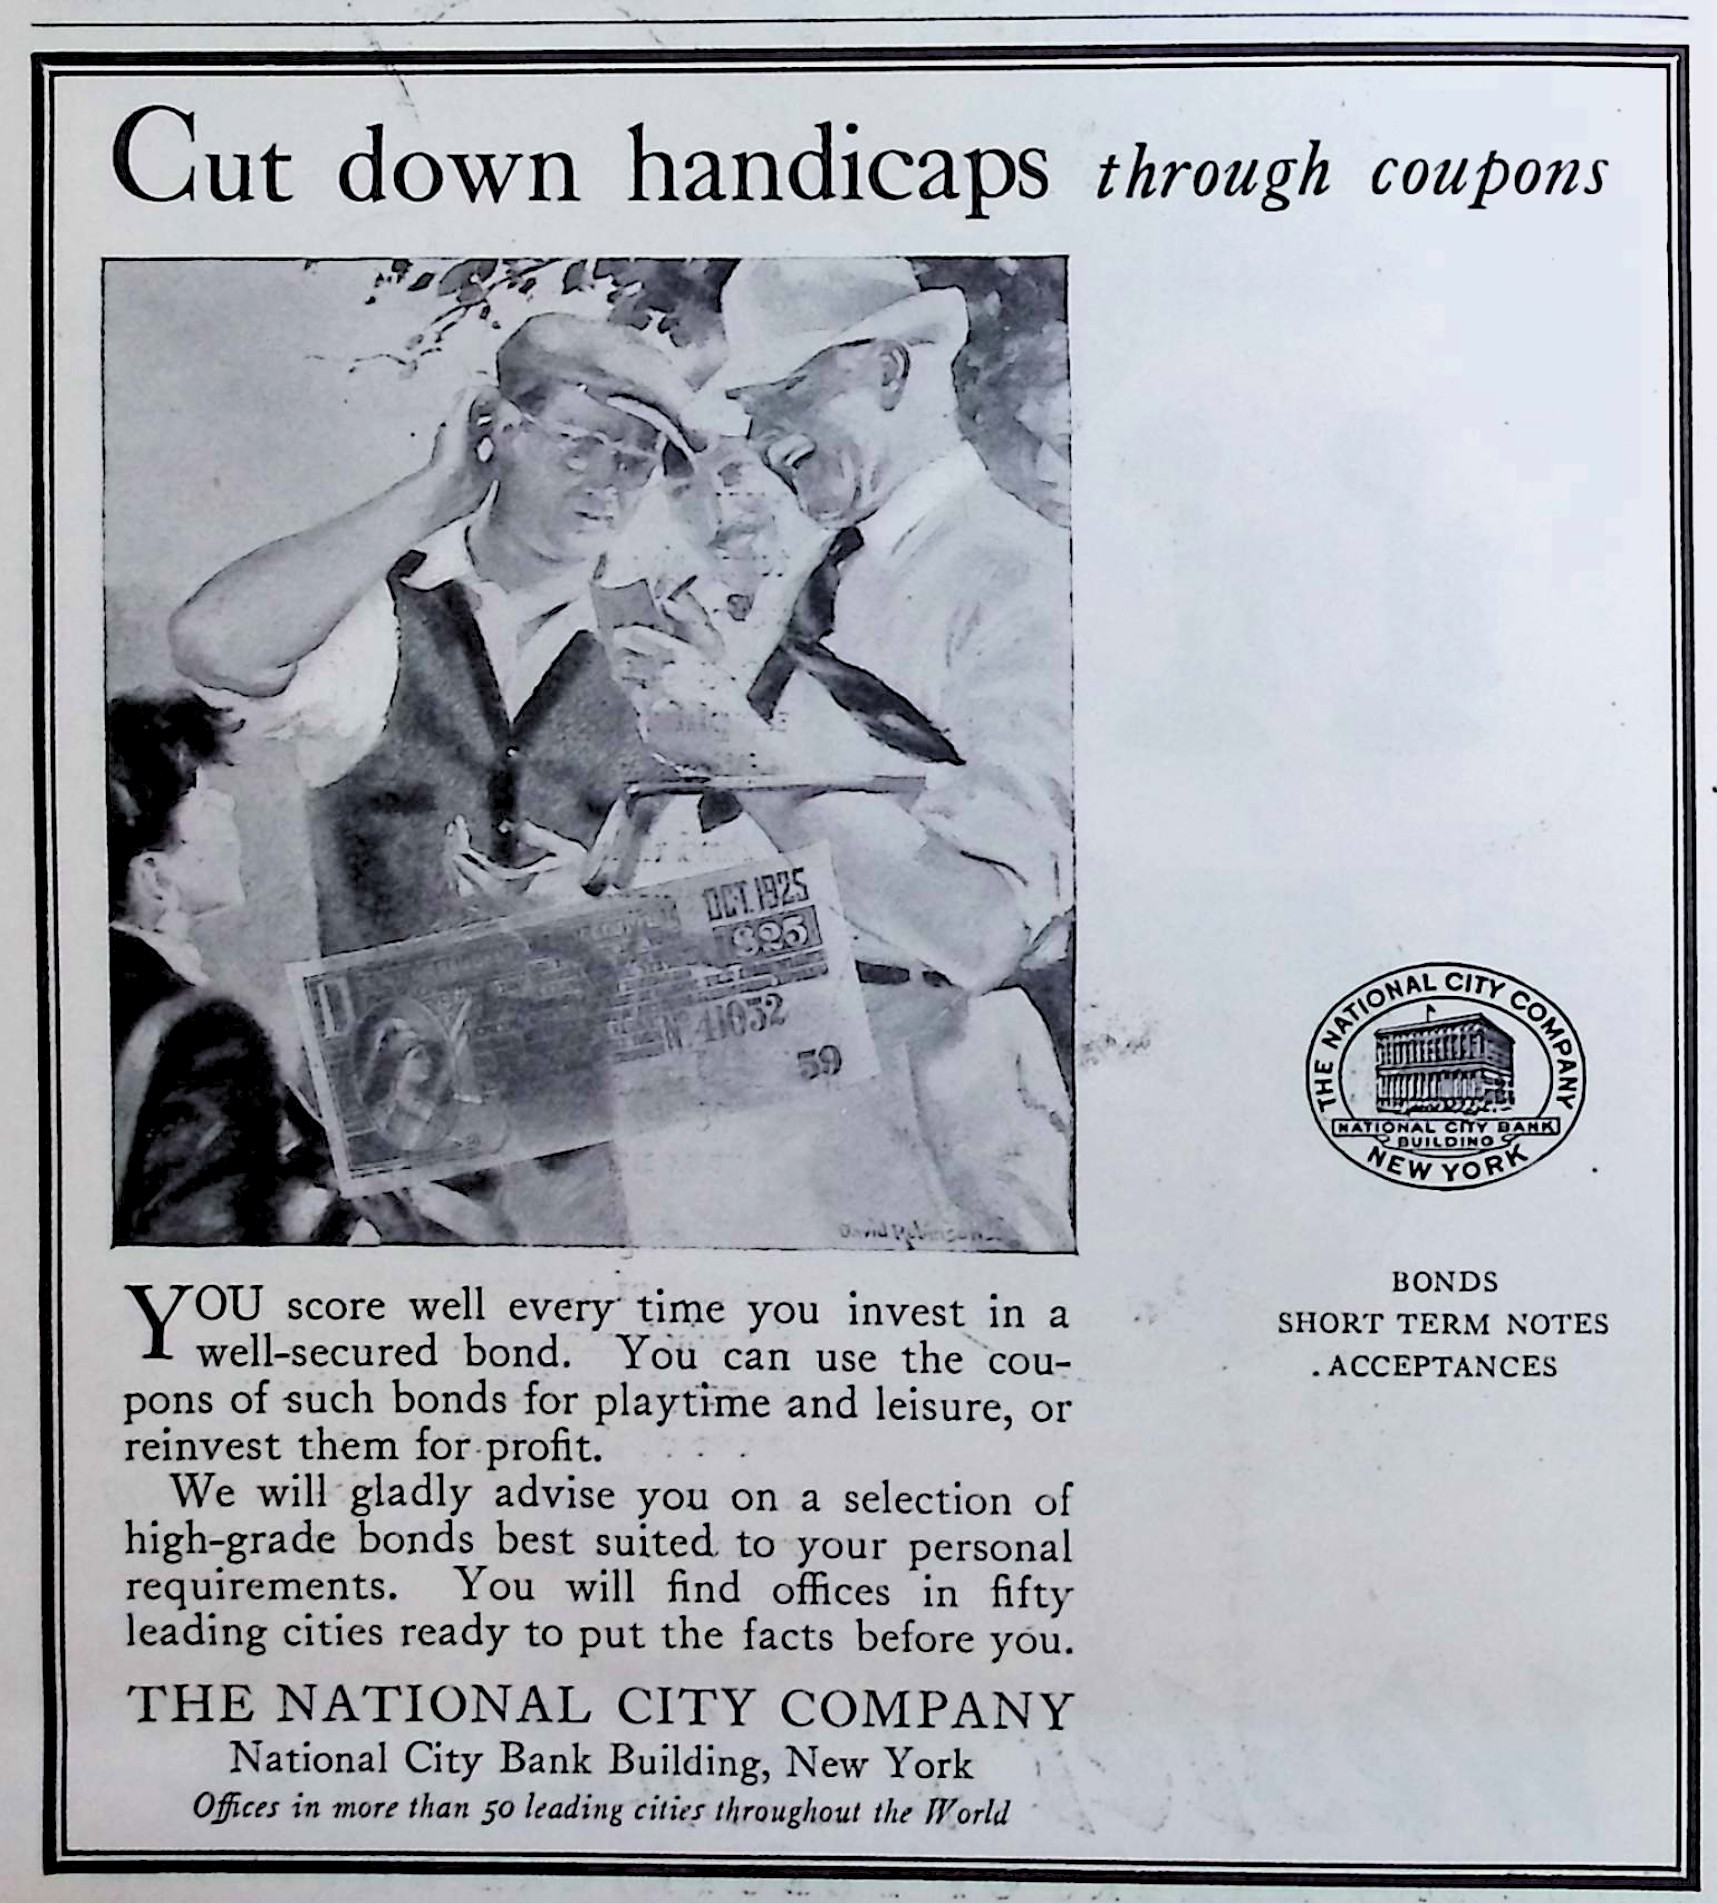 Cut down handicaps through coupons
OCT. 1925
$25
No 41032
59
YOU score well every time you invest in a
well-secured bond. You can use the cou-
pons of such bonds for playtime and leisure, or
reinvest them for profit.
We will gladly advise you on a selection of
high-grade bonds best suited to your personal
requirements. You will find offices in fifty
leading cities ready to put the facts before you.
THE NATIONAL CITY COMPANY
National City Bank Building, New York
Offices in more than 50 leading cities throughout the World
THE NATIONAL CITY COMPANY
NATIONAL CITY BANK
BUILDING
NEW YORK
BONDS
SHORT TERM NOTES
ACCEPTANCES